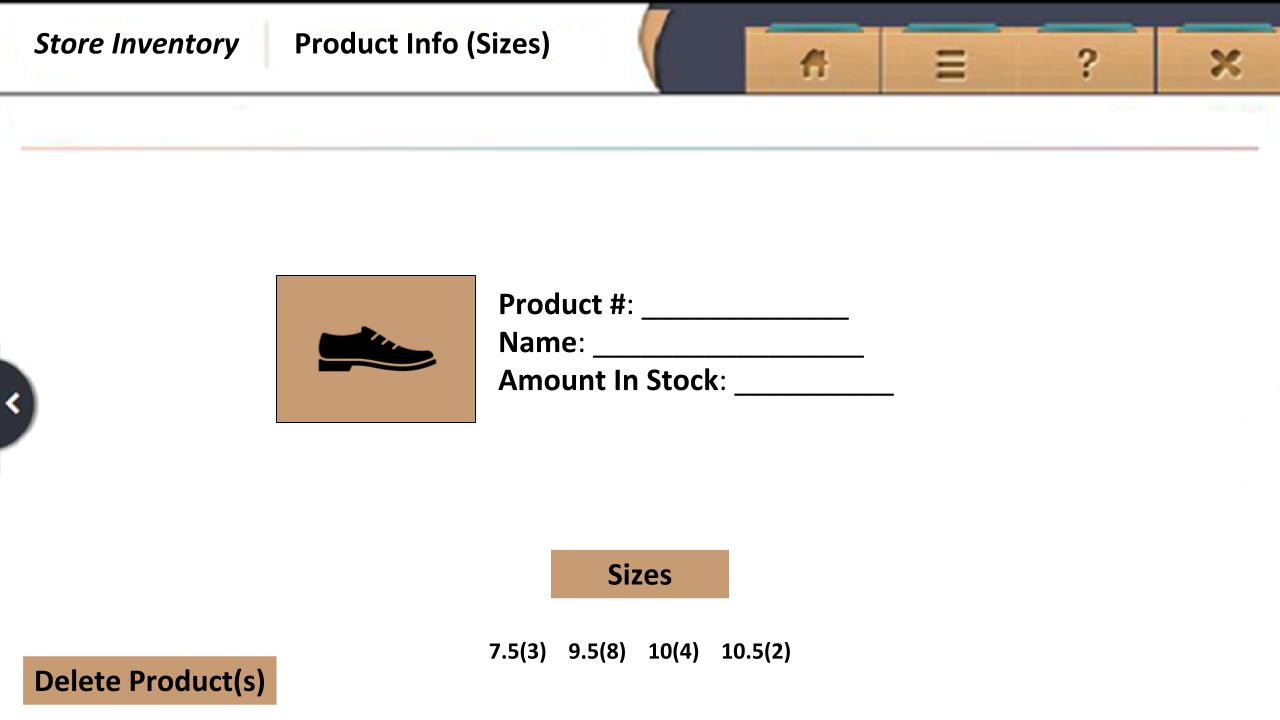 Store Inventory
Product Info (Sizes)
?
Product #: _____________
Name: _________________
Amount In Stock: __________
Sizes
7.5(3) 9.5(8) 10(4) 10.5(2)
Delete Product(s)